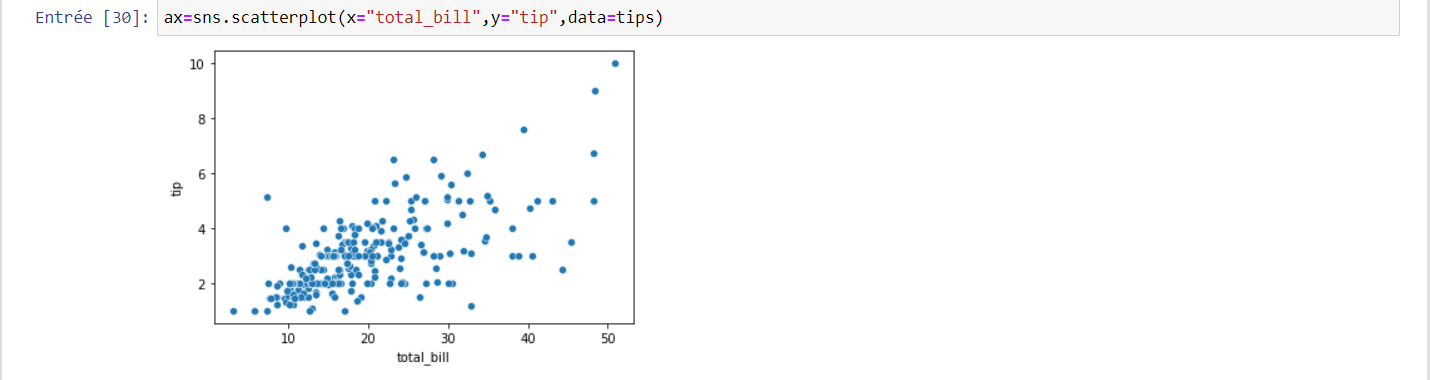 Entrée [30]: ax=sns.scatterplot(x="total_bill",y="tip",data=tips)
10
8
6
4
2
tip
10 20 30 40 50
total_bill